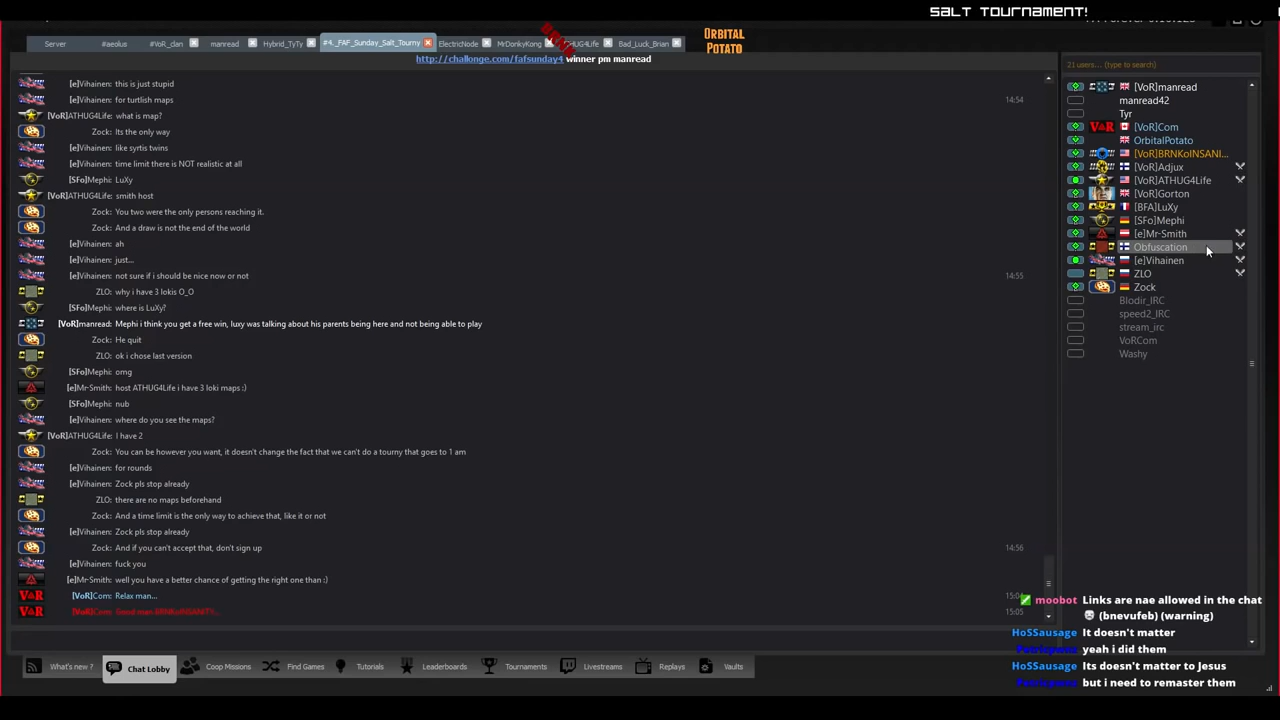 SALT TOURNAMENT!
Server
#aeolus
#VoR_clan
manread
Hybrid_TyTy
#4._FAF_Sunday_Salt_Tourny
ElectricNode
MrDonkyKong
Bad_Luck_Brian
ORBITAL
POTATO
http://challonge.com/fafsunday4 winner pm manread
21 users... (type to search)
[e]Vihainen: this is just stupid
[e]Vihainen: for turtlish maps 14:54
[VoR]ATHUG4Life: what is map?
Zock: Its the only way
[e]Vihainen: like syrtis twins
[e]Vihainen: time limit there is NOT realistic at all
[SFo]Mephi: LuXy
[VoR]ATHUG4Life: smith host
Zock: You two were the only persons reaching it.
Zock: And a draw is not the end of the world
[e]Vihainen: ah
[e]Vihainen: just...
[e]Vihainen: not sure if i should be nice now or not 14:55
ZLO: why i have 3 lokis O_O
[SFo]Mephi: where is LuXy?
[VoR]manread: Mephi i think you get a free win, luxy was talking about his parents being here and not being able to play
Zock: He quit
ZLO: ok i chose last version
[SFo]Mephi: omg
[e]Mr-Smith: host ATHUG4Life i have 3 loki maps :)
[SFo]Mephi: nub
[e]Vihainen: where do you see the maps?
[VoR]ATHUG4Life: I have 2
Zock: You can be however you want, it doesn't change the fact that we can't do a tourny that goes to 1 am
[e]Vihainen: for rounds
[e]Vihainen: Zock pls stop already
ZLO: there are no maps beforehand
Zock: And a time limit is the only way to achieve that, like it or not
[e]Vihainen: Zock pls stop already
Zock: And if you can't accept that, don't sign up 14:56
[e]Vihainen: fuck you
[e]Mr-Smith: well you have a better chance of getting the right one than :)
[VoR]Com: Relax man...
[VoR]Com: Good man BRNKoINSANITY... 15:05
[VoR]manread
manread42
Tyr
[VoR]Com
OrbitalPotato
[VoR]BRNKoINSANI...
[VoR]Adjux
[VoR]ATHUG4Life
[VoR]Gorton
[BFA]LuXy
[SFo]Mephi
[e]Mr-Smith
Obfuscation
[e]Vihainen
ZLO
Zock
Blodir_IRC
speed2_IRC
stream_irc
VoRCom
Washy
moobot Links are nae allowed in the chat
(bnevufeb) (warning)
HoSSausage It doesn't matter
yeah i did them
HoSSausage Its doesn't matter to Jesus
but i need to remaster them
What's new ?
Chat Lobby
Coop Missions
Find Games
Tutorials
Leaderboards
Tournaments
Livestreams
Replays
Vaults